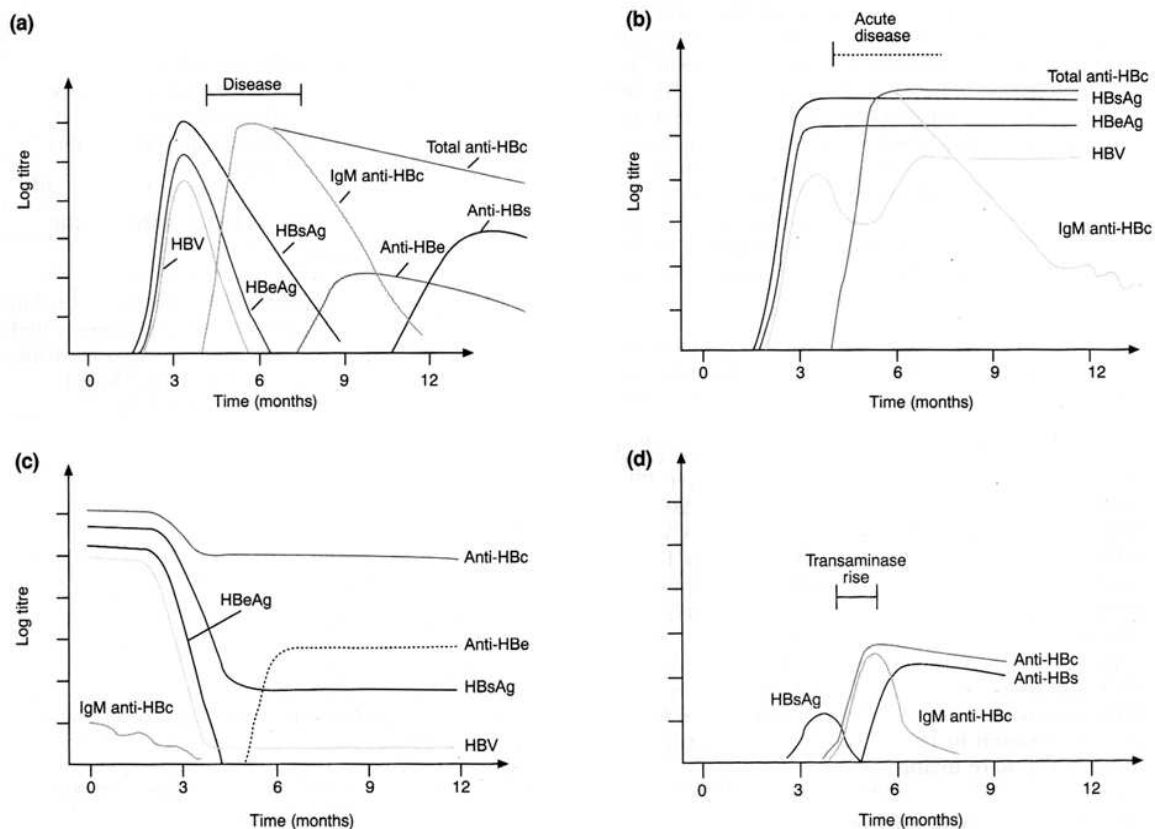 (a)
Disease
Total anti-HBc
IgM anti-HBc
Anti-HBs
Anti-HBe
HBV
HBsAg
HBeAg
Log titre
0 3 6 9 12
Time (months)
(b)
Acute
disease
Total anti-HBc
HBsAg
HBeAg
HBV
IgM anti-HBc
Log titre
0 3 6 9 12
Time (months)
(c)
Anti-HBc
HBeAg
Anti-HBe
HBsAg
IgM anti-HBc
HBV
Log titre
0 3 6 9 12
Time (months)
(d)
Transaminase
rise
Anti-HBc
Anti-HBs
HBsAg
IgM anti-HBc
0 3 6 9 12
Time (months)